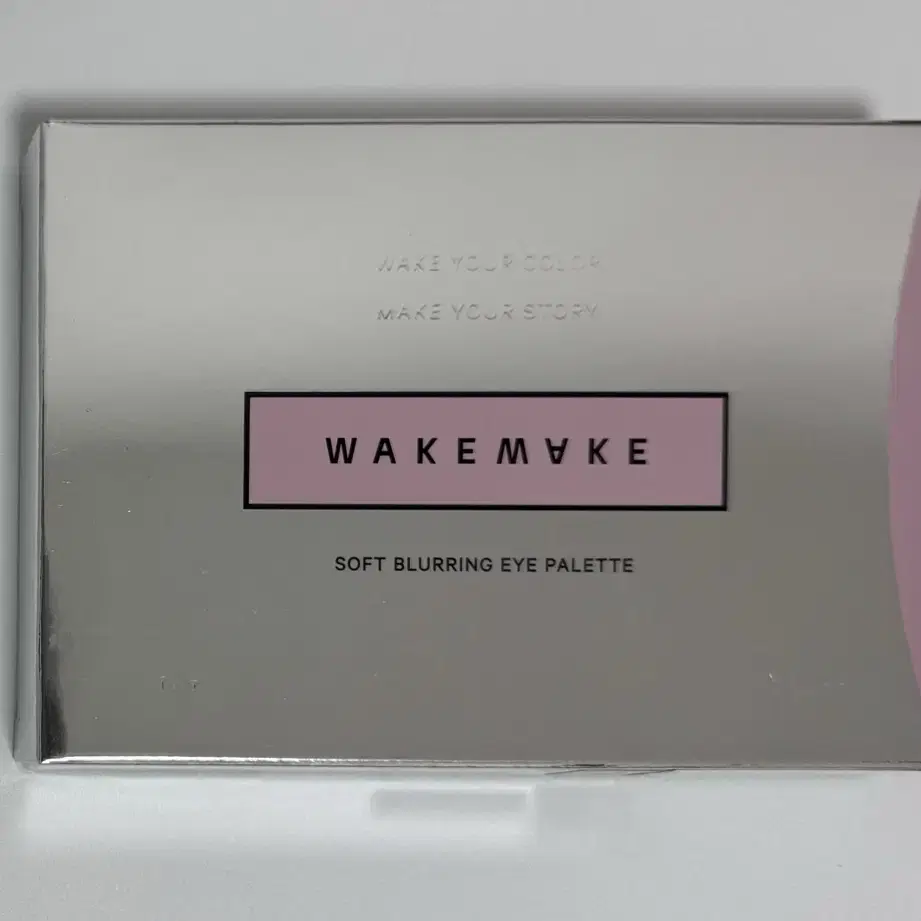 WAKE YOUR COLOR
MAKE YOUR STORY
WAKEMAKE
SOFT BLURRING EYE PALETTE